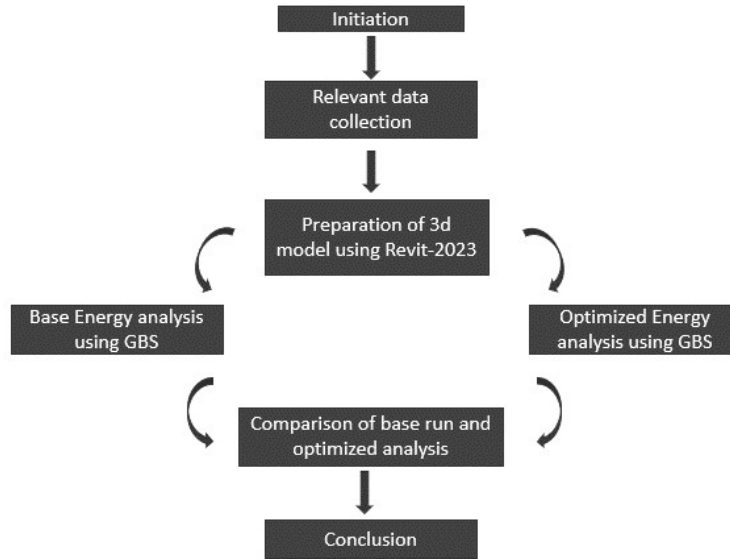 Initiation
Relevant data
collection
Preparation of 3d
model using Revit-2023
Base Energy analysis
using GBS
Optimized Energy
analysis using GBS
Comparison of base run and
optimized analysis
Conclusion